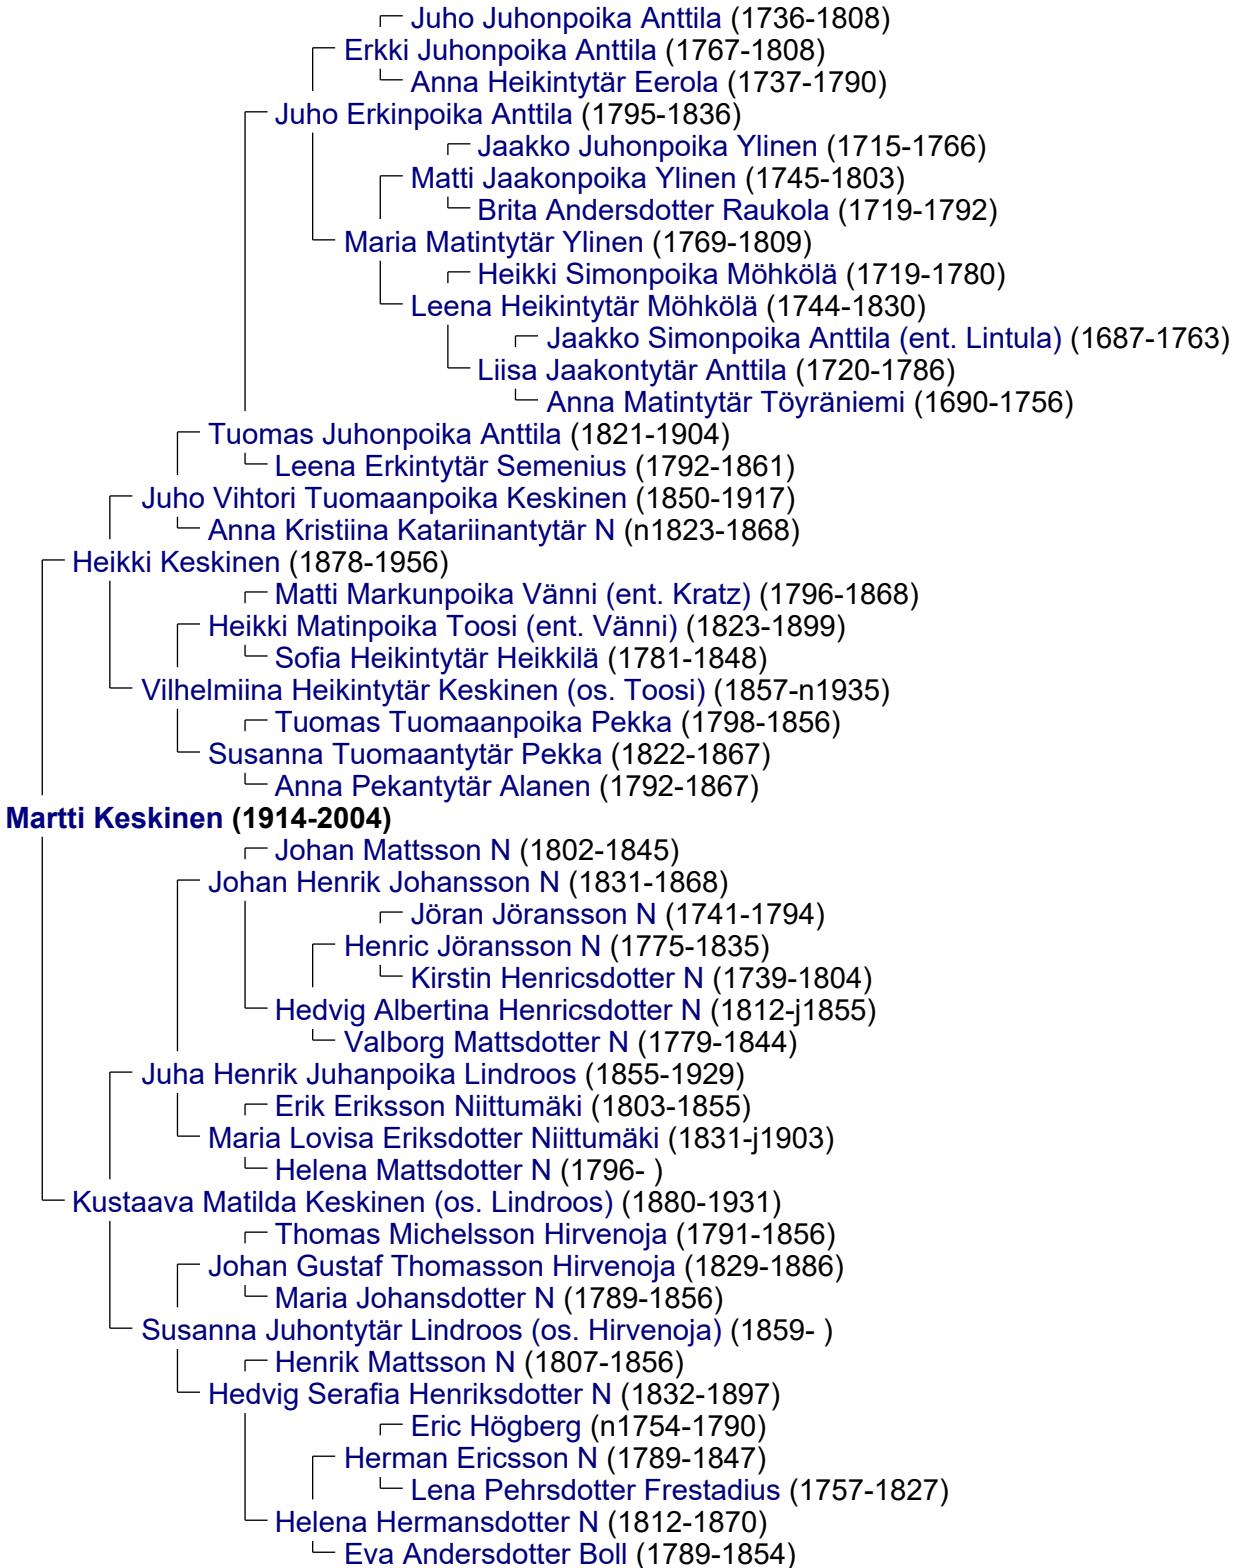 Juho Juhonpoika Anttila (1736-1808)
Erkki Juhonpoika Anttila (1767-1808)
Anna Heikintytär Eerola (1737-1790)
Juho Erkinpoika Anttila (1795-1836)
Jaakko Juhonpoika Ylinen (1715-1766)
Matti Jaakonpoika Ylinen (1745-1803)
Brita Andersdotter Raukola (1719-1792)
Maria Matintytär Ylinen (1769-1809)
Heikki Simonpoika Möhkölä (1719-1780)
Leena Heikintytär Möhkölä (1744-1830)
Jaakko Simonpoika Anttila (ent. Lintula) (1687-1763)
Liisa Jaakontytär Anttila (1720-1786)
Anna Matintytär Töyräniemi (1690-1756)
Tuomas Juhonpoika Anttila (1821-1904)
Leena Erkintytär Semenius (1792-1861)
Juho Vihtori Tuomaanpoika Keskinen (1850-1917)
Anna Kristiina Katariinantytär N (n1823-1868)
Heikki Keskinen (1878-1956)
Matti Markunpoika Vänni (ent. Kratz) (1796-1868)
Heikki Matinpoika Toosi (ent. Vänni) (1823-1899)
Sofia Heikintytär Heikkilä (1781-1848)
Vilhelmiina Heikintytär Keskinen (os. Toosi) (1857-n1935)
Tuomas Tuomaanpoika Pekka (1798-1856)
Susanna Tuomaantytär Pekka (1822-1867)
Anna Pekantytär Alanen (1792-1867)
Martti Keskinen (1914-2004)
Johan Mattsson N (1802-1845)
Johan Henrik Johansson N (1831-1868)
Jöran Jöransson N (1741-1794)
Henric Jöransson N (1775-1835)
Kirstin Henricsdotter N (1739-1804)
Hedvig Albertina Henricsdotter N (1812-j1855)
Valborg Mattsdotter N (1779-1844)
Juha Henrik Juhanpoika Lindroos (1855-1929)
Erik Eriksson Niittumäki (1803-1855)
Maria Lovisa Eriksdotter Niittumäki (1831-j1903)
Helena Mattsdotter N (1796- )
Kustaava Matilda Keskinen (os. Lindroos) (1880-1931)
Thomas Michelsson Hirvenoja (1791-1856)
Johan Gustaf Thomasson Hirvenoja (1829-1886)
Maria Johansdotter N (1789-1856)
Susanna Juhontytär Lindroos (os. Hirvenoja) (1859- )
Henrik Mattsson N (1807-1856)
Hedvig Serafia Henriksdotter N (1832-1897)
Eric Högberg (n1754-1790)
Herman Ericsson N (1789-1847)
Lena Pehrsdotter Frestadius (1757-1827)
Helena Hermansdotter N (1812-1870)
Eva Andersdotter Boll (1789-1854)